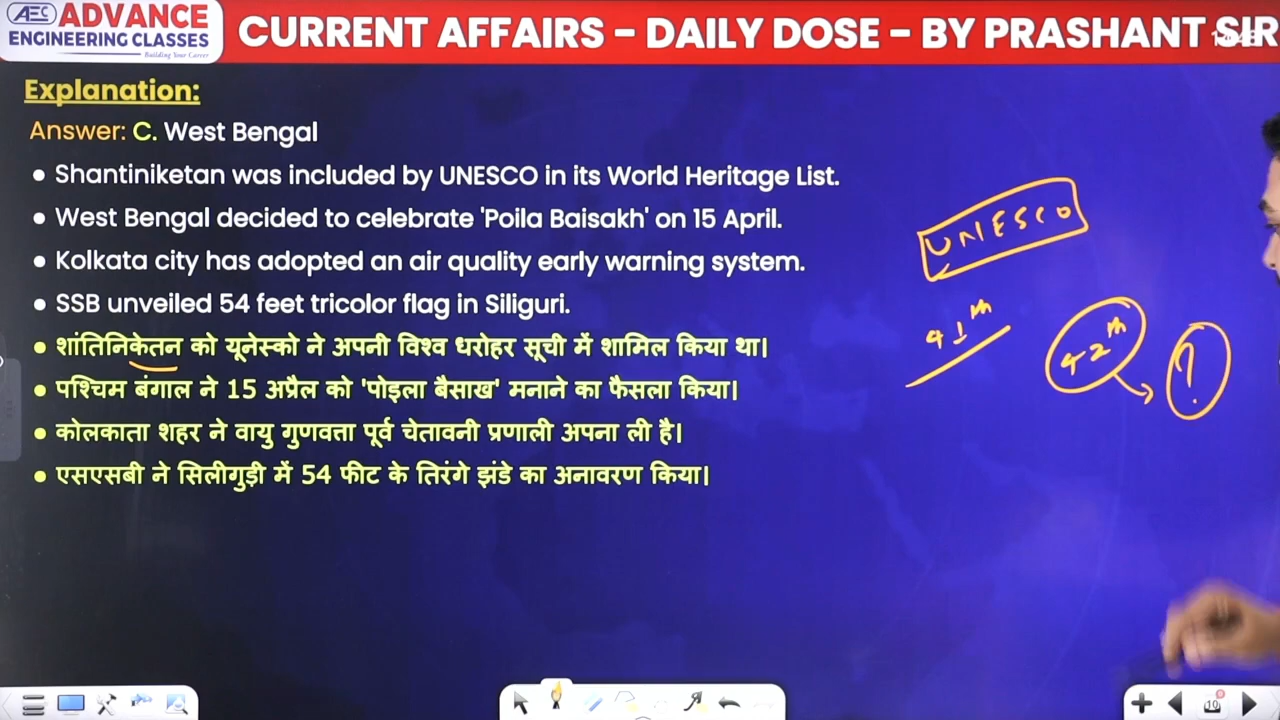 AEC ADVANCE
ENGINEERING CLASSES
Building Your Career
CURRENT AFFAIRS – DAILY DOSE – BY PRASHANT SIR
Explanation:
Answer: C. West Bengal
• Shantiniketan was included by UNESCO in its World Heritage List.
• West Bengal decided to celebrate 'Poila Baisakh' on 15 April.
• Kolkata city has adopted an air quality early warning system.
• SSB unveiled 54 feet tricolor flag in Siliguri.
• शांतिनिकेतन को यूनेस्को ने अपनी विश्व धरोहर सूची में शामिल किया था।
• पश्चिम बंगाल ने 15 अप्रैल को 'पोइला बैसाख' मनाने का फैसला किया।
• कोलकाता शहर ने वायु गुणवत्ता पूर्व चेतावनी प्रणाली अपना ली है।
• एसएसबी ने सिलीगुड़ी में 54 फीट के तिरंगे झंडे का अनावरण किया।
UNESCO
41th
42th
?
10